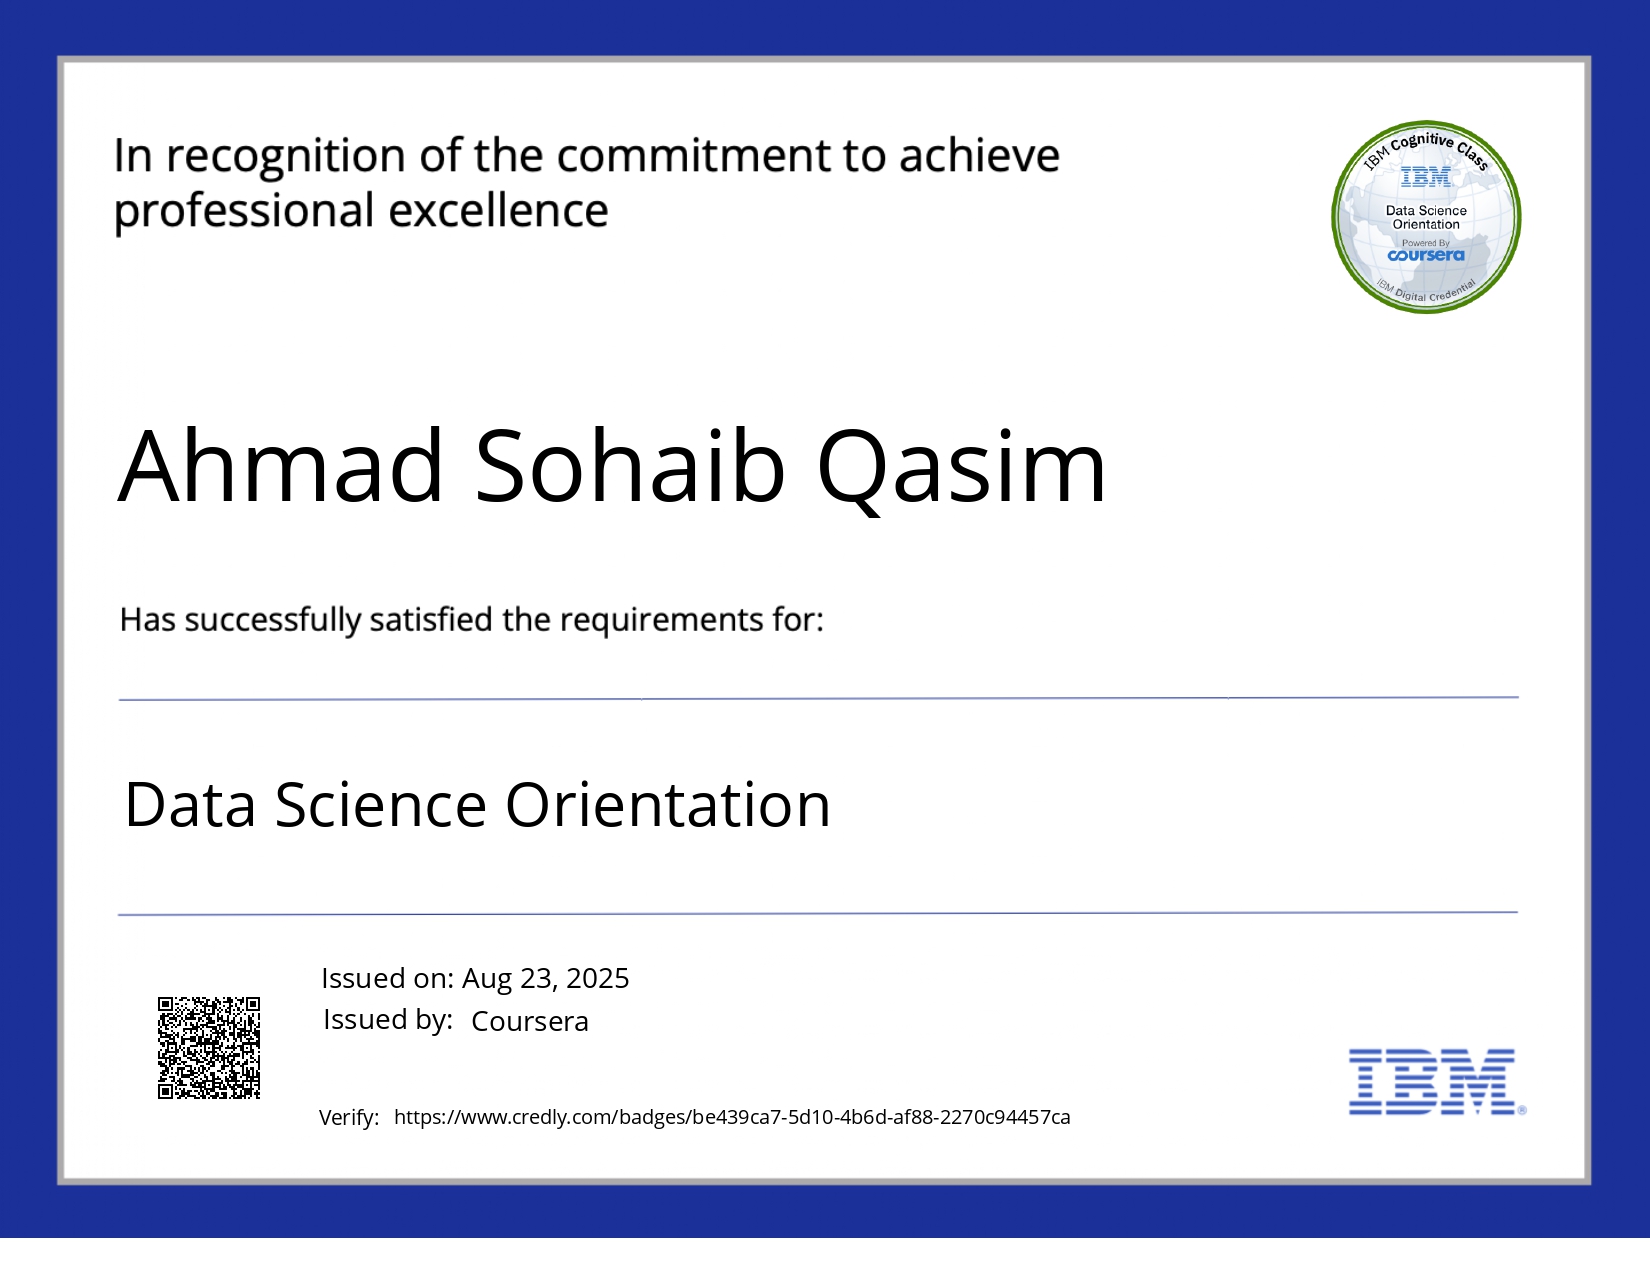 In recognition of the commitment to achieve
professional excellence
IBM Cognitive Class
IBM
Data Science
Orientation
Powered By
coursera
IBM Digital Credential
Ahmad Sohaib Qasim
Has successfully satisfied the requirements for:
Data Science Orientation
Issued on: Aug 23, 2025
Issued by: Coursera
IBM®
Verify: https://www.credly.com/badges/be439ca7-5d10-4b6d-af88-2270c94457ca